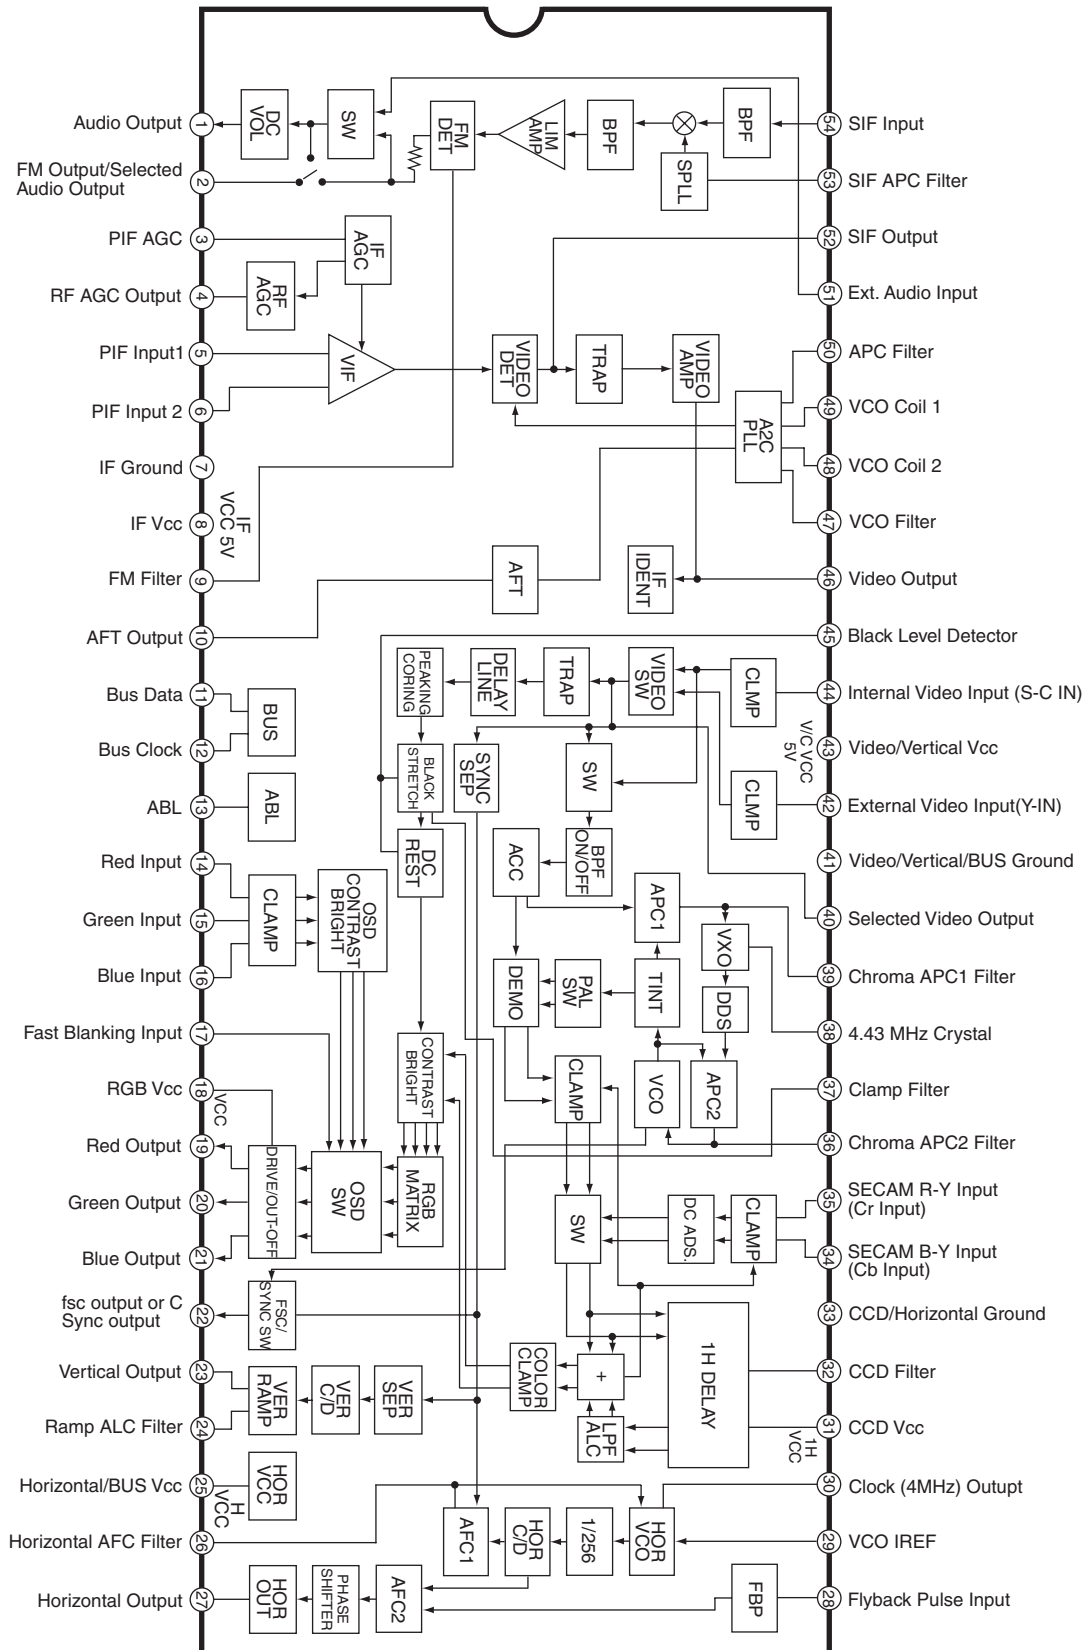 Audio Output
1
DC
VOL
SW
FM
DET
LIM
AMP
BPF
BPF
54
SIF Input
FM Output/Selected
Audio Output
2
SPLL
53
SIF APC Filter
PIF AGC
3
IF
AGC
52
SIF Output
RF AGC Output
4
RF
AGC
51
Ext. Audio Input
PIF Input1
5
VIF
VIDEO
DET
TRAP
VIDEO
AMP
50
APC Filter
PIF Input 2
6
A2C
PLL
49
VCO Coil 1
IF Ground
7
48
VCO Coil 2
IF Vcc
8
IF
VCC 5V
47
VCO Filter
FM Filter
9
AFT
IF
IDENT
46
Video Output
AFT Output
10
45
Black Level Detector
Bus Data
11
BUS
PEAKING
CORING
DELAY
LINE
TRAP
VIDEO
SW
CLMP
44
Internal Video Input (S-C IN)
Bus Clock
12
BLACK
STRETCH
SYNC
SEP
SW
V/C VCC
5V
43
Video/Vertical Vcc
ABL
13
ABL
CLMP
42
External Video Input(Y-IN)
Red Input
14
DC
REST
ACC
BPF
ON/OFF
41
Video/Vertical/BUS Ground
Green Input
15
CLAMP
OSD
CONTRAST
BRIGHT
APC1
VXO
40
Selected Video Output
Blue Input
16
DEMO
PAL
SW
TINT
DDS
39
Chroma APC1 Filter
Fast Blanking Input
17
38
4.43 MHz Crystal
RGB Vcc
18
VCC
CONTRAST
BRIGHT
CLAMP
VCO
APC2
37
Clamp Filter
Red Output
19
36
Chroma APC2 Filter
Green Output
20
DRIVE/OUT-OFF
OSD
SW
RGB
MATRIX
SW
DC ADS.
CLAMP
35
SECAM R-Y Input
(Cr Input)
Blue Output
21
34
SECAM B-Y Input
(Cb Input)
fsc output or C
Sync output
22
FSC/
SYNC SW
33
CCD/Horizontal Ground
Vertical Output
23
VER
RAMP
VER
C/D
VER
SEP
COLOR
CLAMP
+
1H DELAY
32
CCD Filter
Ramp ALC Filter
24
LPF
ALC
31
CCD Vcc
1H
VCC
Horizontal/BUS Vcc
25
H
VCC
HOR
VCC
30
Clock (4MHz) Outupt
Horizontal AFC Filter
26
AFC1
HOR
C/D
1/256
HOR
VCO
29
VCO IREF
Horizontal Output
27
HOR
OUT
PHASE
SHIFTER
AFC2
FBP
28
Flyback Pulse Input